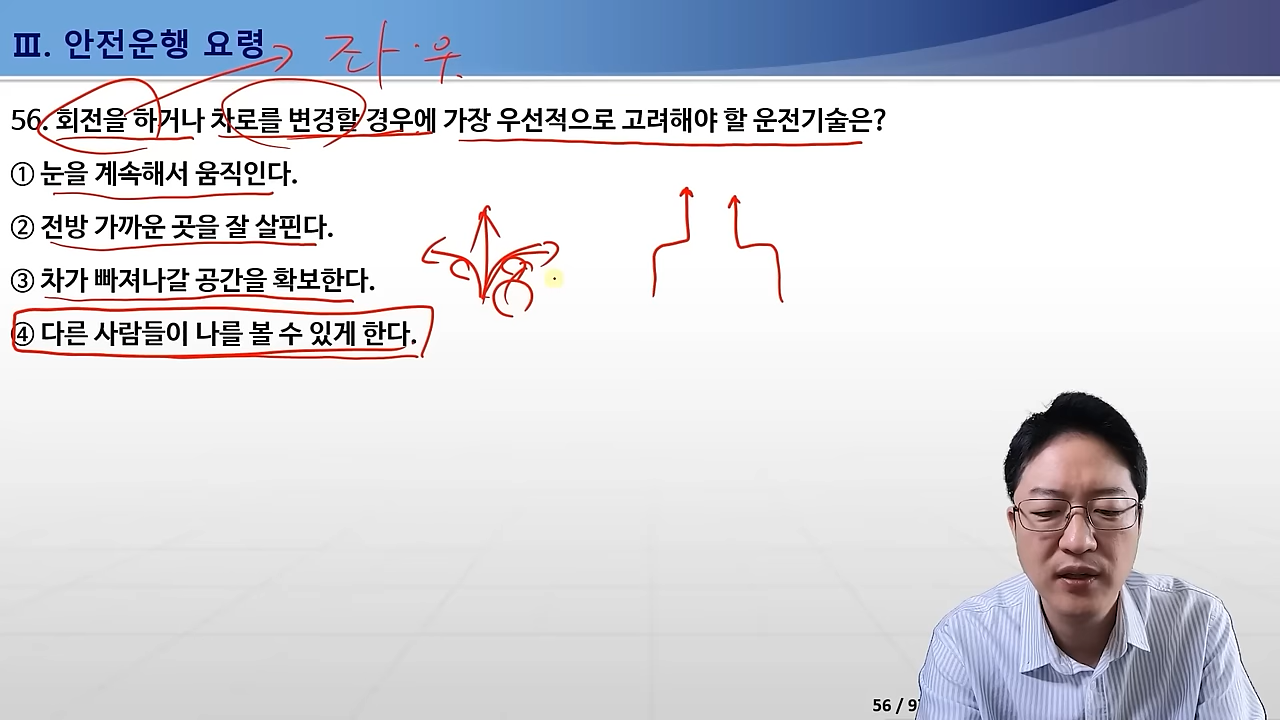 Ⅲ. 안전운행 요령
좌·우
56. 회전을 하거나 차로를 변경할 경우에 가장 우선적으로 고려해야 할 운전기술은?
① 눈을 계속해서 움직인다.
② 전방 가까운 곳을 잘 살핀다.
③ 차가 빠져나갈 공간을 확보한다.
④ 다른 사람들이 나를 볼 수 있게 한다.
56 /